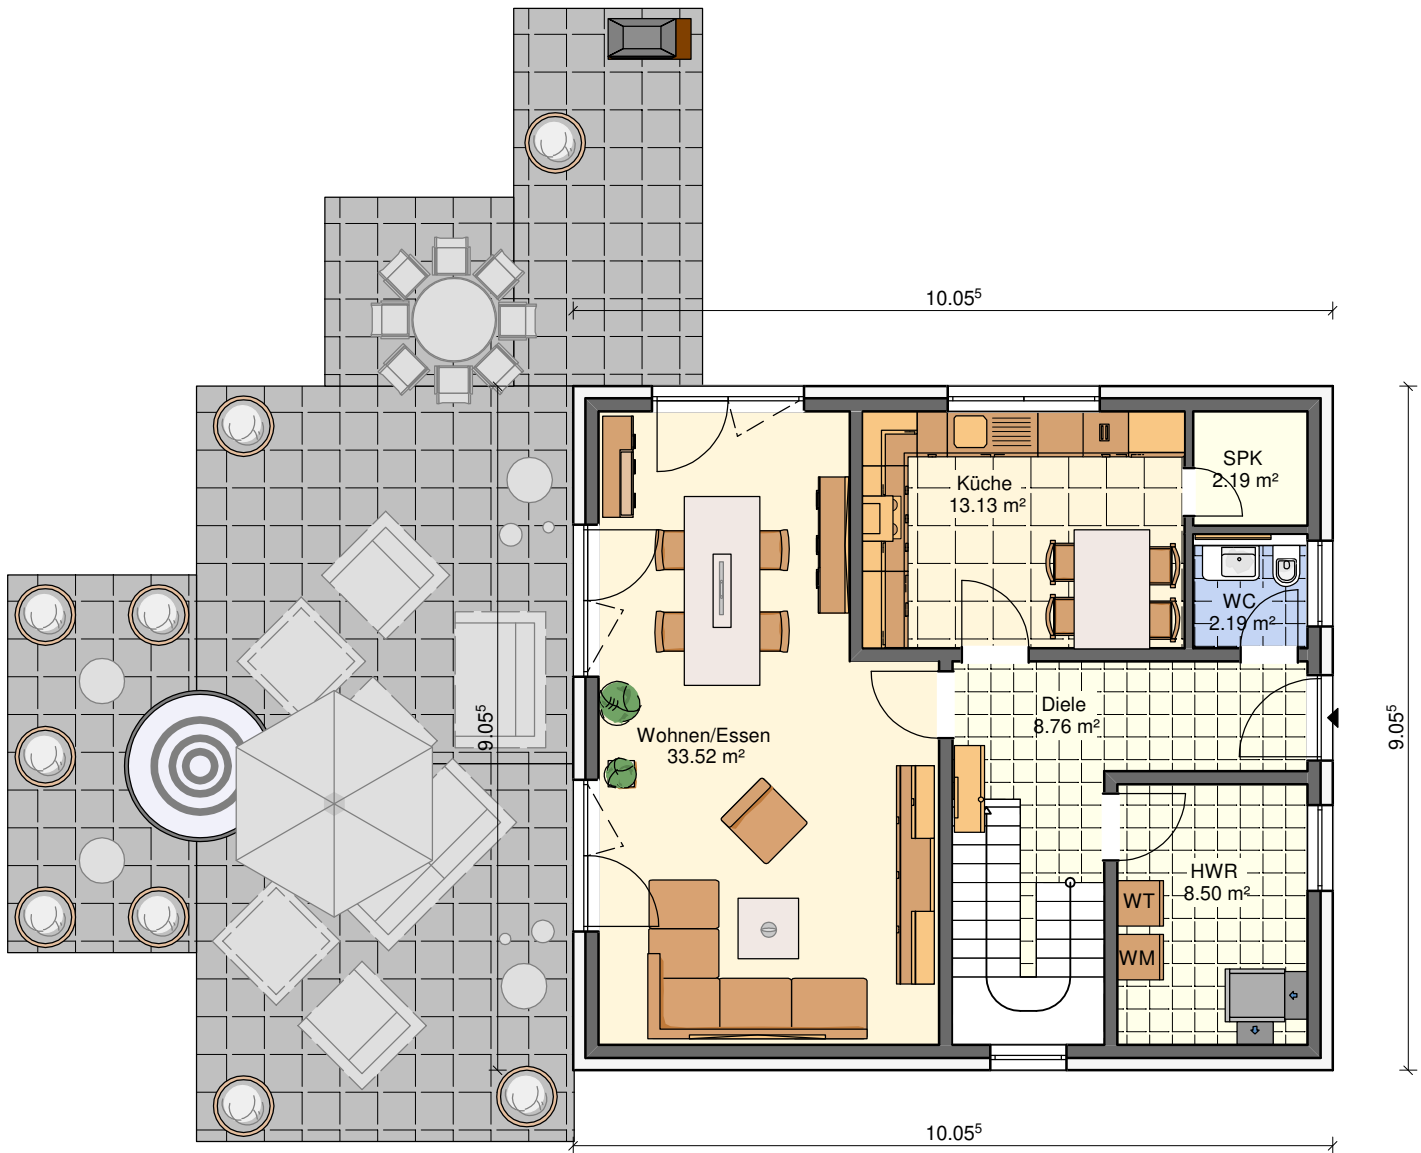 10.05⁵
Küche
13.13 m²
SPK
2.19 m²
WC
2.19 m²
Diele
8.76 m²
Wohnen/Essen
33.52 m²
9.05⁵
9.05⁵
HWR
8.50 m²
WT
WM
10.05⁵